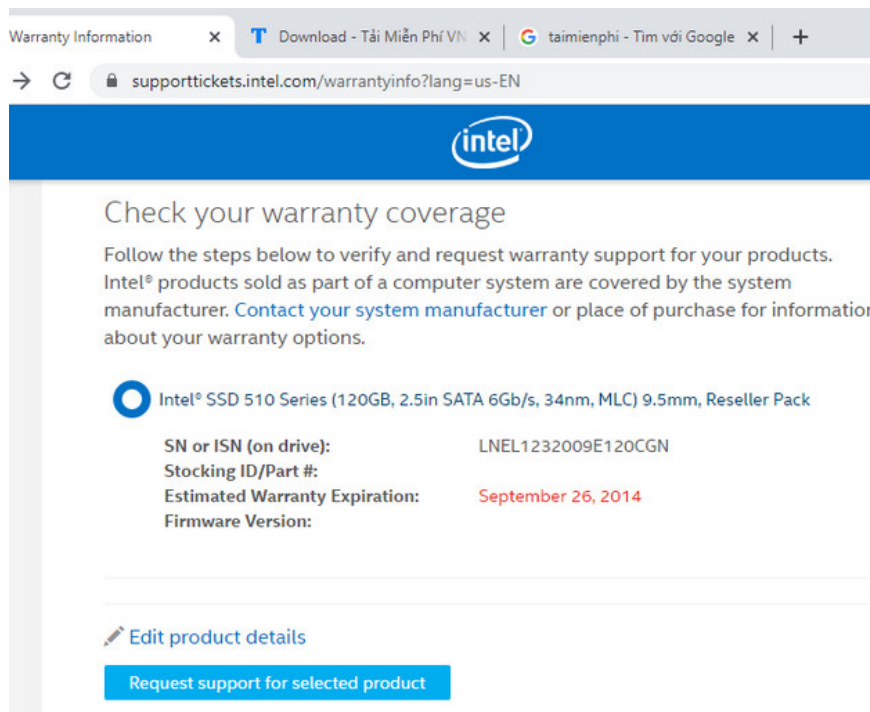 Warranty Information
T Download - Tải Miễn Phí VN
G taimienphi - Tìm với Google
supporttickets.intel.com/warrantyinfo?lang=us-EN
intel
Check your warranty coverage
Follow the steps below to verify and request warranty support for your products.
Intel® products sold as part of a computer system are covered by the system
manufacturer. Contact your system manufacturer or place of purchase for information
about your warranty options.
Intel® SSD 510 Series (120GB, 2.5in SATA 6Gb/s, 34nm, MLC) 9.5mm, Reseller Pack
SN or ISN (on drive): LNEL1232009E120CGN
Stocking ID/Part #:
Estimated Warranty Expiration: September 26, 2014
Firmware Version:
Edit product details
Request support for selected product